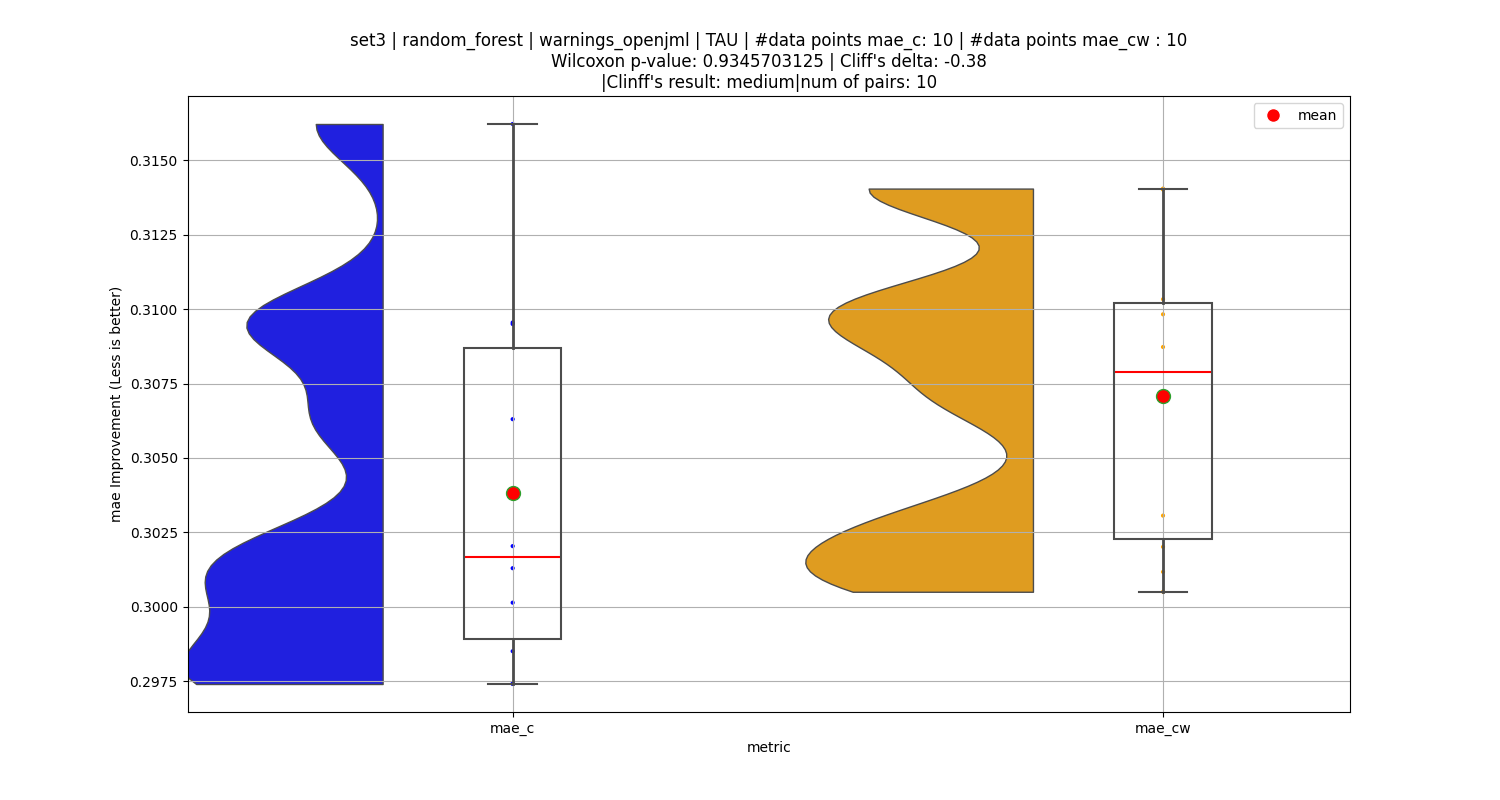 set3 | random_forest | warnings_openjml | TAU | #data points mae_c: 10 | #data points mae_cw : 10
Wilcoxon p-value: 0.9345703125 | Cliff's delta: -0.38
|Clinff's result: medium|num of pairs: 10
mean
0.3150
0.3125
0.3100
0.3075
0.3050
0.3025
0.3000
0.2975
mae Improvement (Less is better)
mae_c
mae_cw
metric